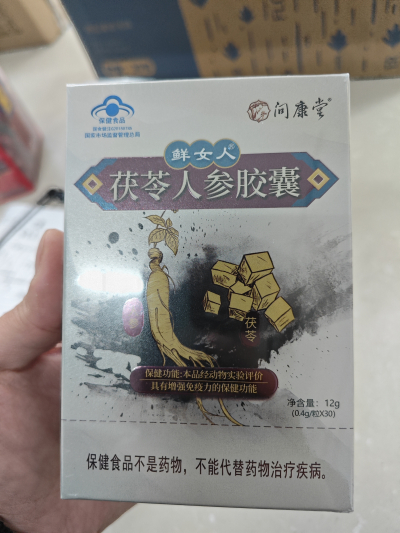 保健食品
国家市场监督管理总局
问康堂®
鲜女人®
茯苓人参胶囊
茯苓
保健功能:本品经动物实验评价
具有增强免疫力的保健功能
净含量: 12g
(0.4g/粒X30)
保健食品不是药物,不能代替药物治疗疾病。